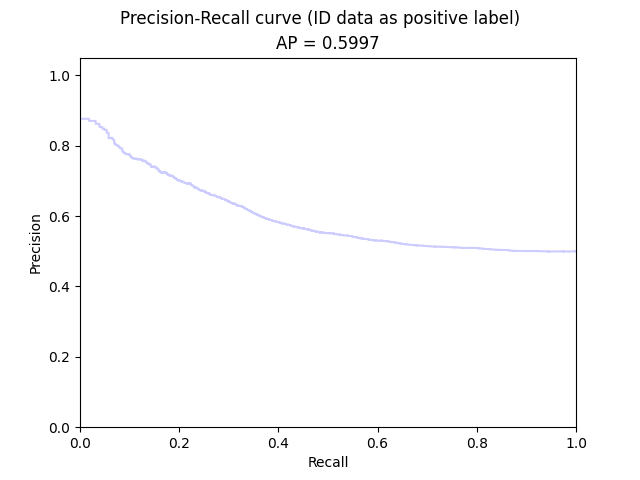 Precision-Recall curve (ID data as positive label)
AP = 0.5997
1.0
0.8
0.6
0.4
0.2
0.0
Precision
0.0 0.2 0.4 0.6 0.8 1.0
Recall